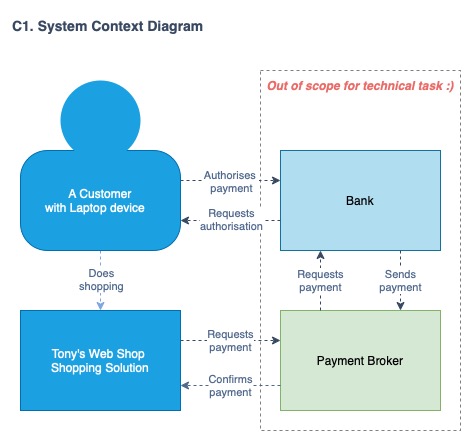 C1. System Context Diagram
Out of scope for technical task :)
A Customer
with Laptop device
Authorises
payment
Bank
Requests
authorisation
Does
shopping
Requests
payment
Sends
payment
Tony's Web Shop
Shopping Solution
Requests
payment
Payment Broker
Confirms
payment